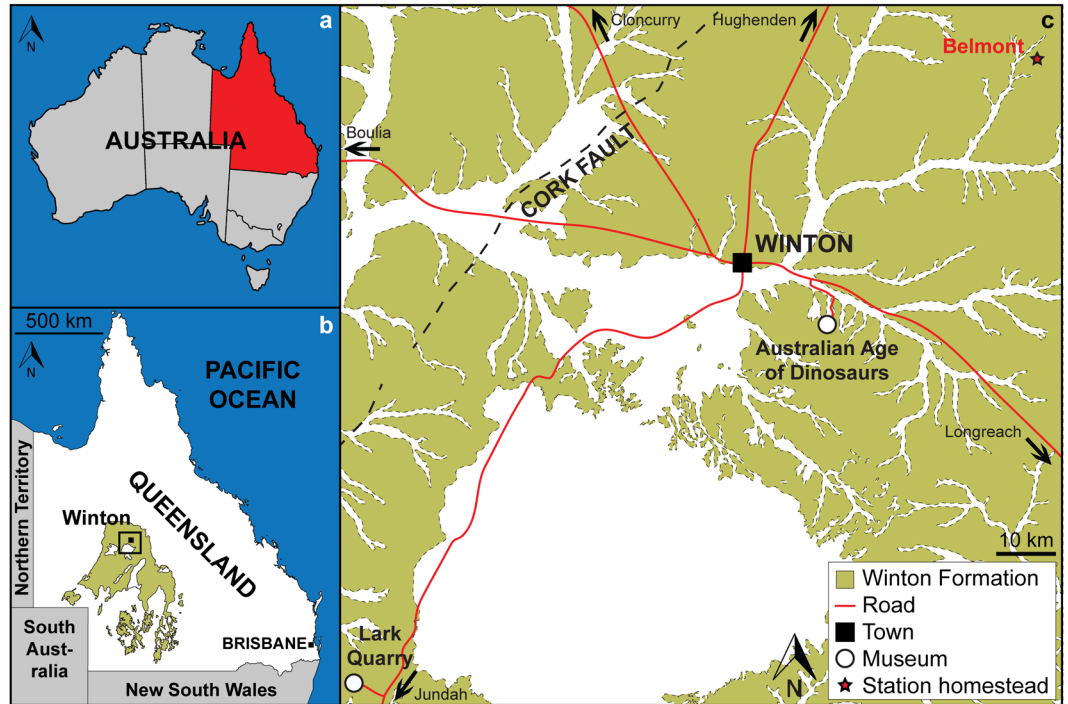 a
N
AUSTRALIA
b
500 km
N
PACIFIC
OCEAN
QUEENSLAND
Northern Territory
Winton
BRISBANE
South
Aust-
ralia
New South Wales
c
Cloncurry
Hughenden
Belmont
Boulia
CORK FAULT
WINTON
Australian Age
of Dinosaurs
Longreach
10 km
Lark
Quarry
Jundah
N
Winton Formation
Road
Town
Museum
Station homestead